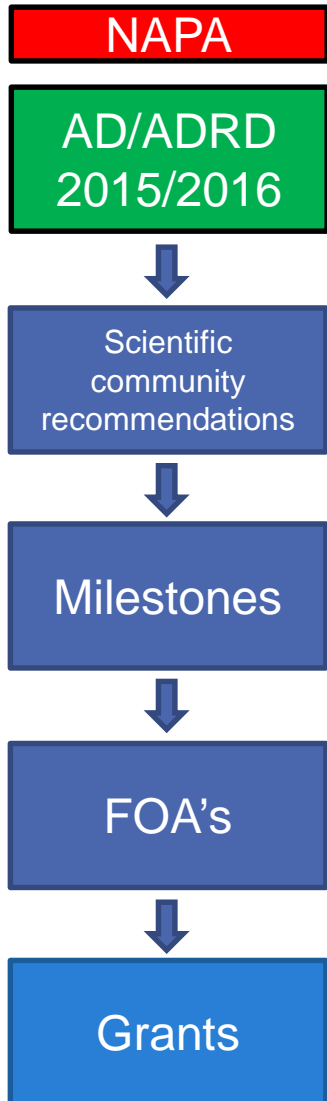 NAPA
AD/ADRD
2015/2016
Scientific
community
recommendations
Milestones
FOA's
Grants